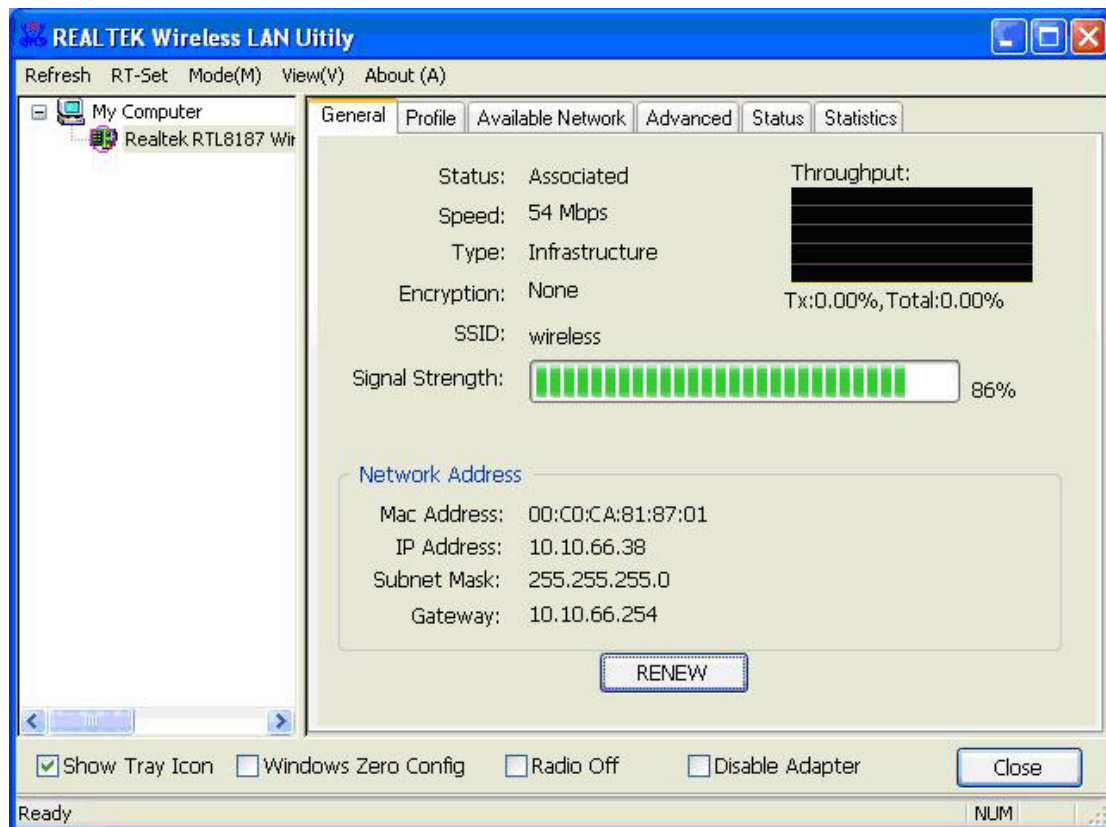 REALTEK Wireless LAN Uitily
Refresh RT-Set Mode(M) View(V) About (A)
My Computer
Realtek RTL8187 Wir
General Profile Available Network Advanced Status Statistics
Status: Associated
Speed: 54 Mbps
Type: Infrastructure
Encryption: None
SSID: wireless
Signal Strength: 86%
Throughput:
Tx:0.00%,Total:0.00%
Network Address
Mac Address: 00:C0:CA:81:87:01
IP Address: 10.10.66.38
Subnet Mask: 255.255.255.0
Gateway: 10.10.66.254
RENEW
Show Tray Icon Windows Zero Config Radio Off Disable Adapter Close
Ready NUM